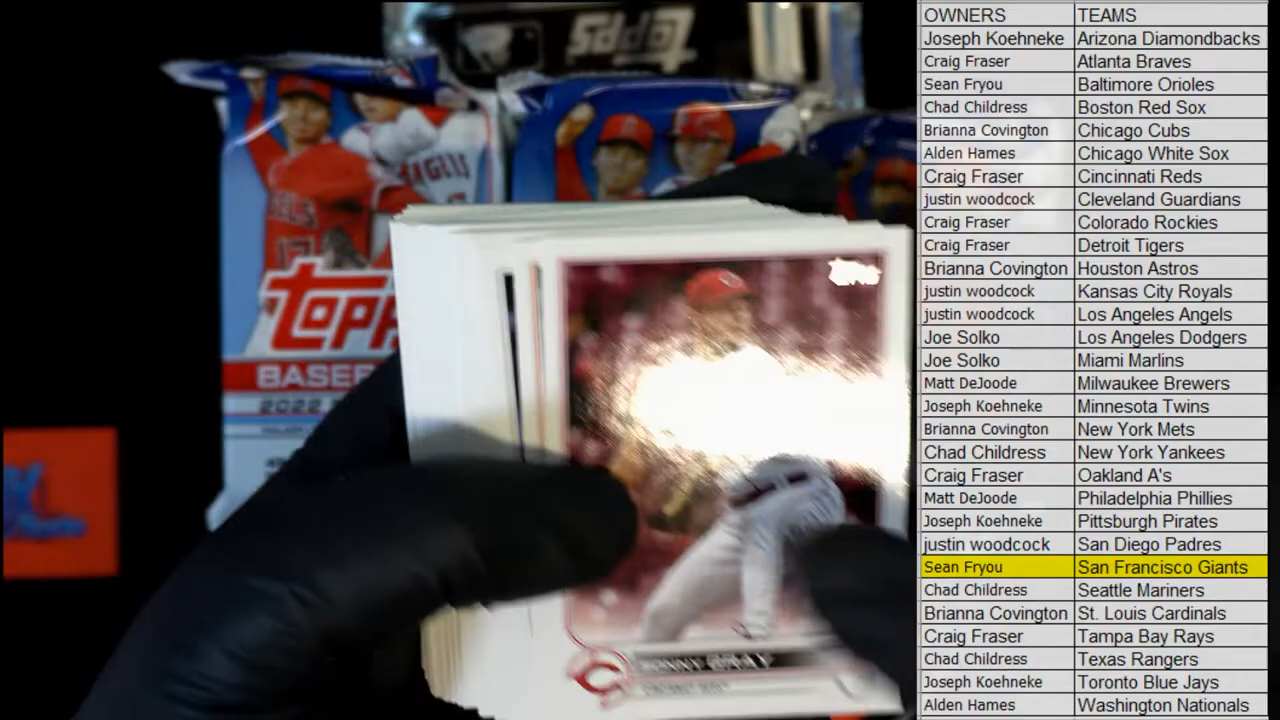 Topps
ANGELS
TOPPS
BASEB
2022
SONNY GRAY
OWNERS TEAMS
Joseph Koehneke Arizona Diamondbacks
Craig Fraser Atlanta Braves
Sean Fryou Baltimore Orioles
Chad Childress Boston Red Sox
Brianna Covington Chicago Cubs
Alden Hames Chicago White Sox
Craig Fraser Cincinnati Reds
justin woodcock Cleveland Guardians
Craig Fraser Colorado Rockies
Craig Fraser Detroit Tigers
Brianna Covington Houston Astros
justin woodcock Kansas City Royals
justin woodcock Los Angeles Angels
Joe Solko Los Angeles Dodgers
Joe Solko Miami Marlins
Matt DeJoode Milwaukee Brewers
Joseph Koehneke Minnesota Twins
Brianna Covington New York Mets
Chad Childress New York Yankees
Craig Fraser Oakland A's
Matt DeJoode Philadelphia Phillies
Joseph Koehneke Pittsburgh Pirates
justin woodcock San Diego Padres
Sean Fryou San Francisco Giants
Chad Childress Seattle Mariners
Brianna Covington St. Louis Cardinals
Craig Fraser Tampa Bay Rays
Chad Childress Texas Rangers
Joseph Koehneke Toronto Blue Jays
Alden Hames Washington Nationals